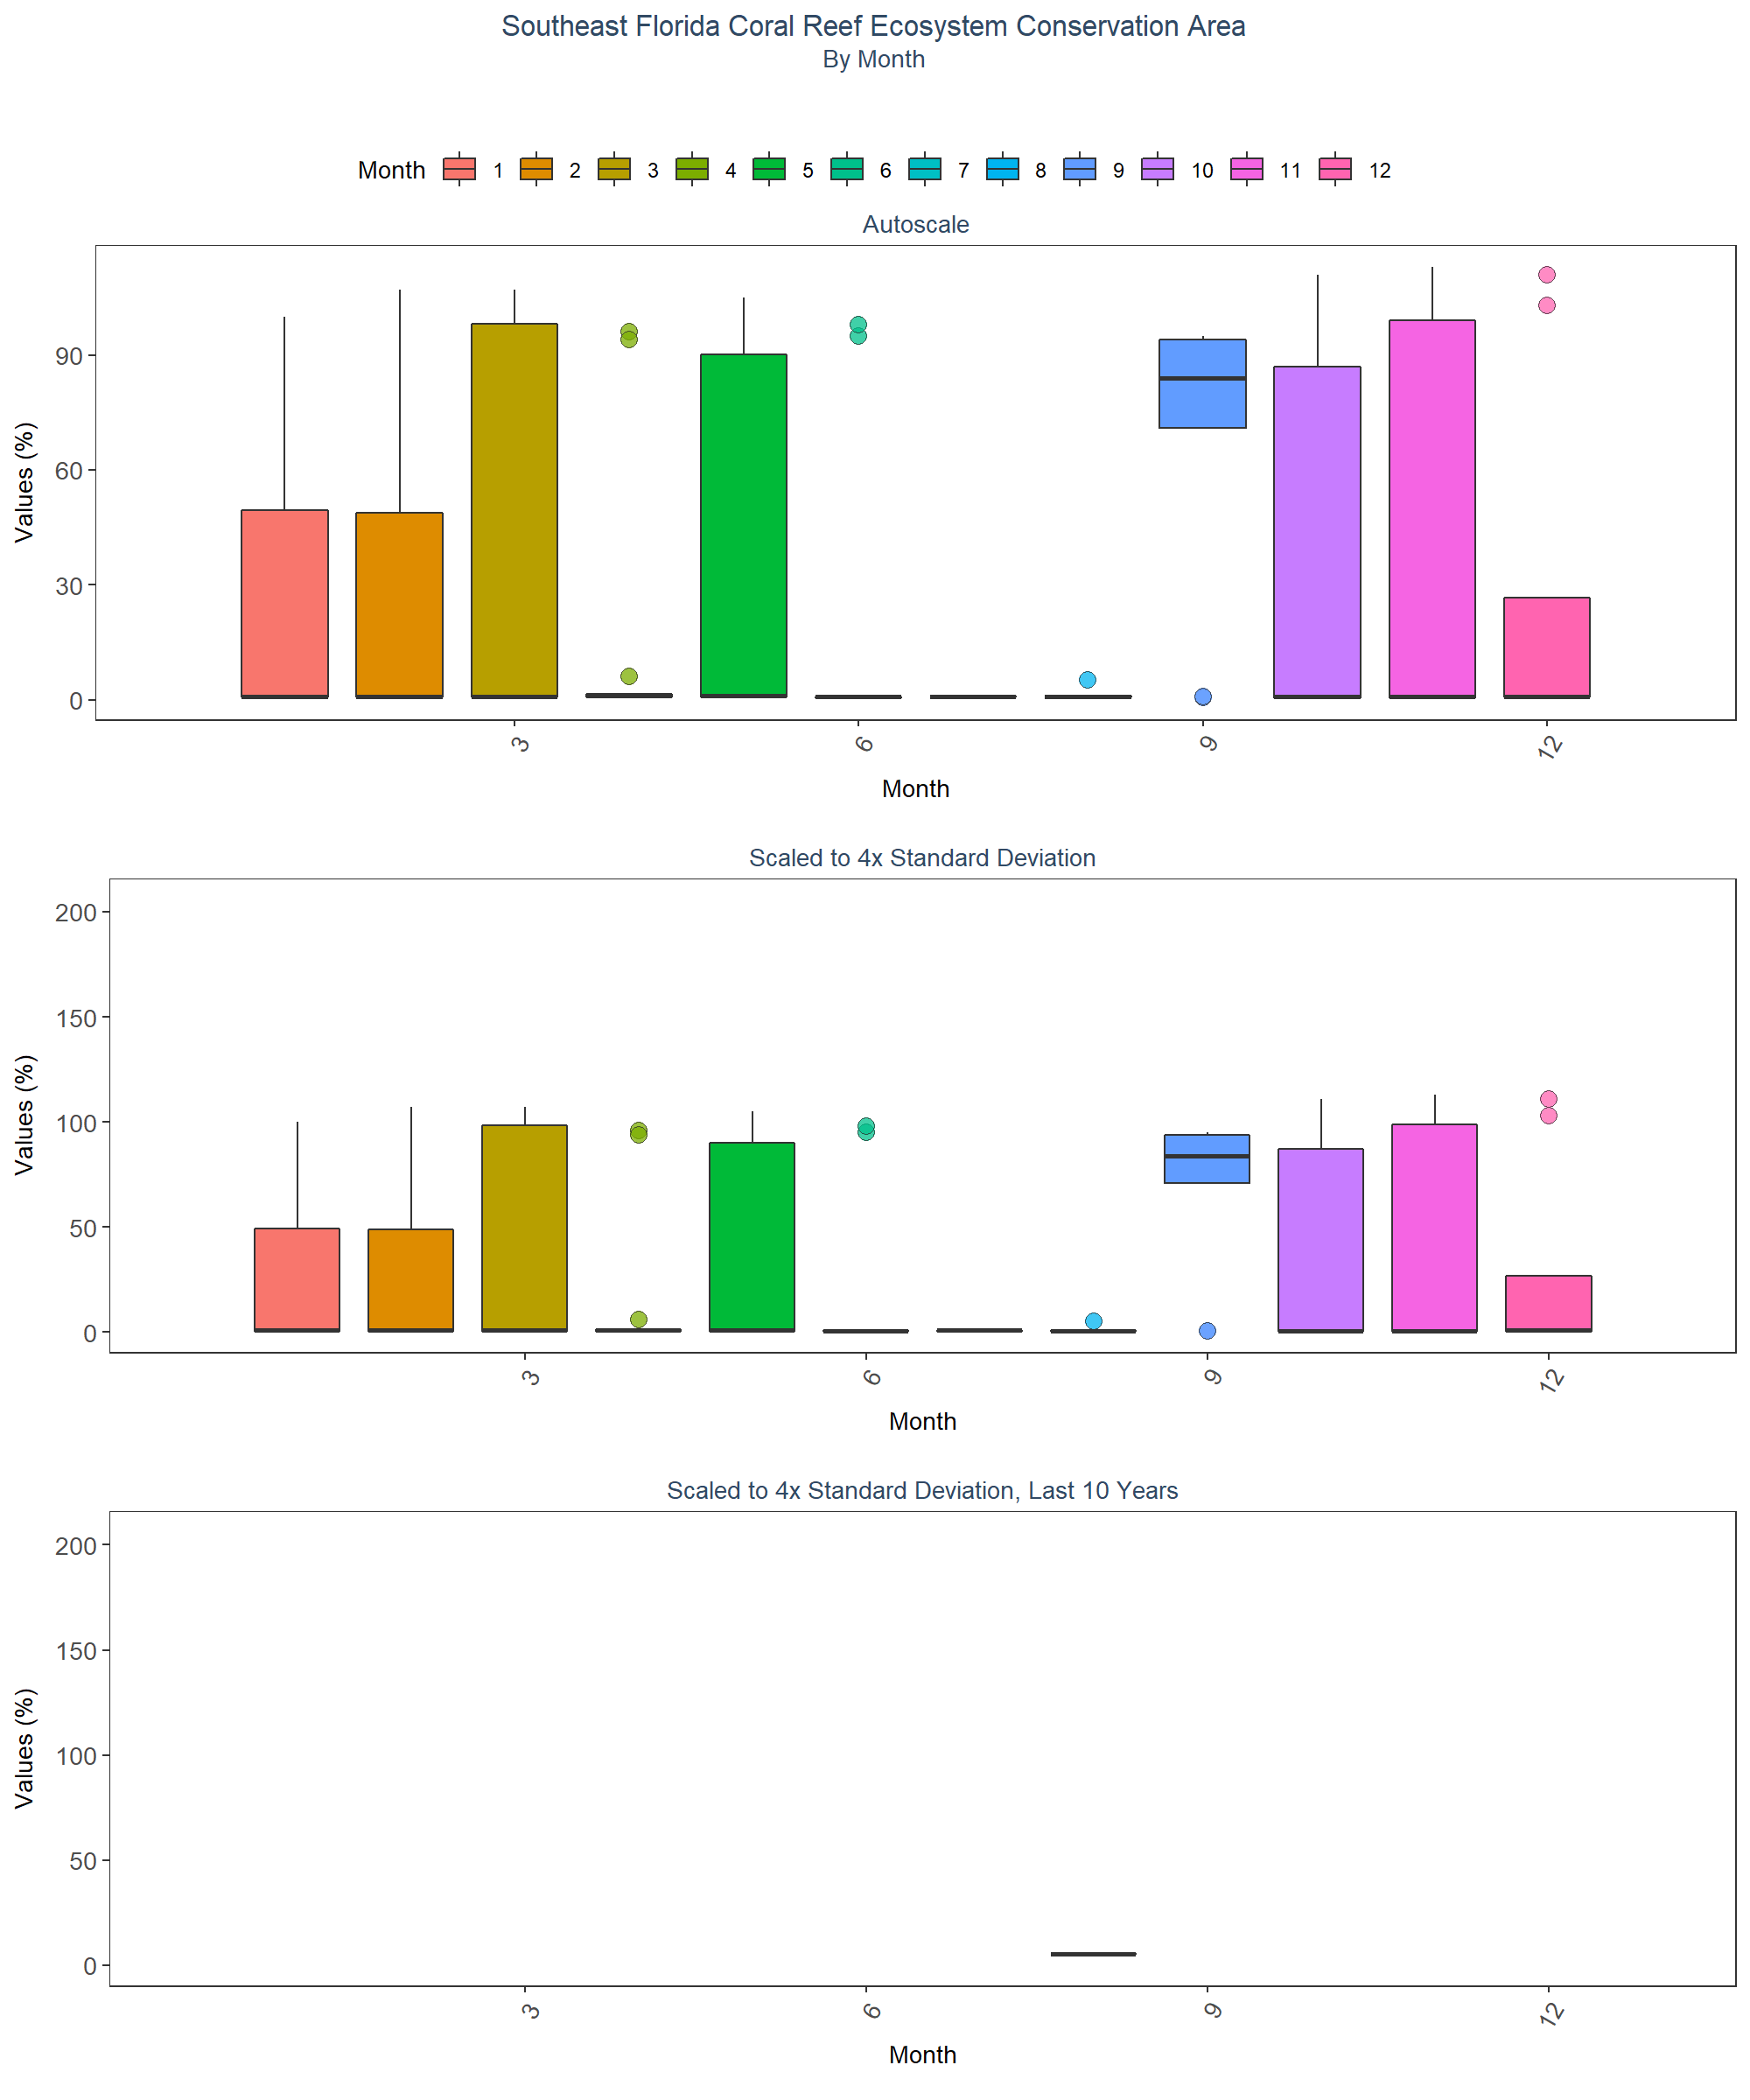 Southeast Florida Coral Reef Ecosystem Conservation Area
By Month
Month 1 2 3 4 5 6 7 8 9 10 11 12
Autoscale
Values (%)
90
60
30
0
3 6 9 12
Month
Scaled to 4x Standard Deviation
Values (%)
200
150
100
50
0
3 6 9 12
Month
Scaled to 4x Standard Deviation, Last 10 Years
Values (%)
200
150
100
50
0
3 6 9 12
Month